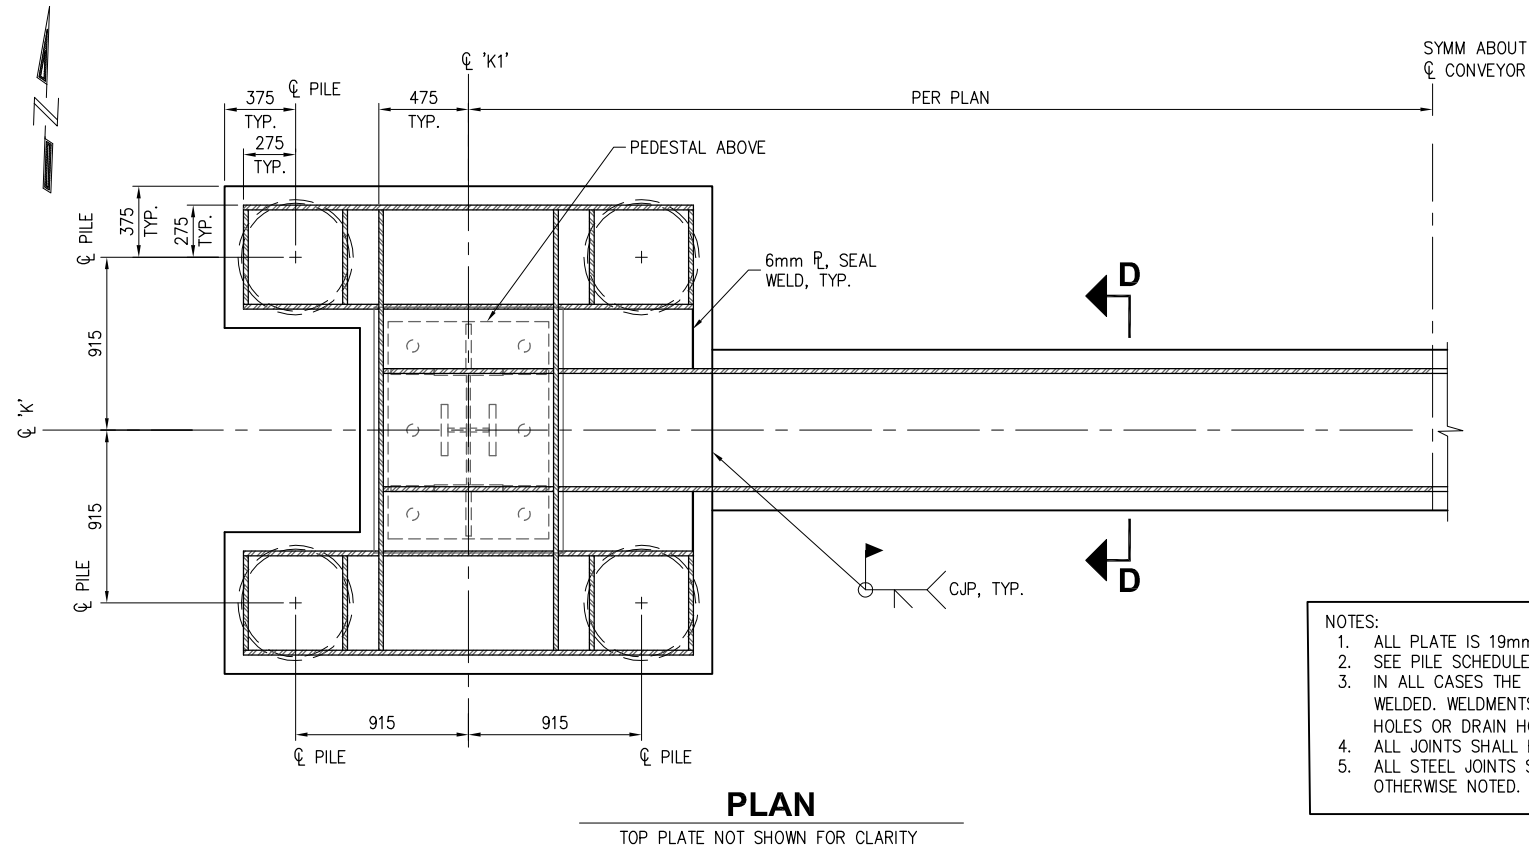 SYMM ABOUT
℄ CONVEYOR
℄ 'K1'
℄ PILE
375
TYP.
475
TYP.
PER PLAN
275
TYP.
PEDESTAL ABOVE
N
375
TYP.
275
TYP.
℄ PILE
6mm PL, SEAL
WELD, TYP.
D
915
℄ 'K'
915
℄ PILE
D
CJP, TYP.
NOTES:
1. ALL PLATE IS 19mm
2. SEE PILE SCHEDULE
3. IN ALL CASES THE
WELDED. WELDMENTS
HOLES OR DRAIN
4. ALL JOINTS SHALL
5. ALL STEEL JOINTS
OTHERWISE NOTED.
915
915
℄ PILE
℄ PILE
PLAN
TOP PLATE NOT SHOWN FOR CLARITY